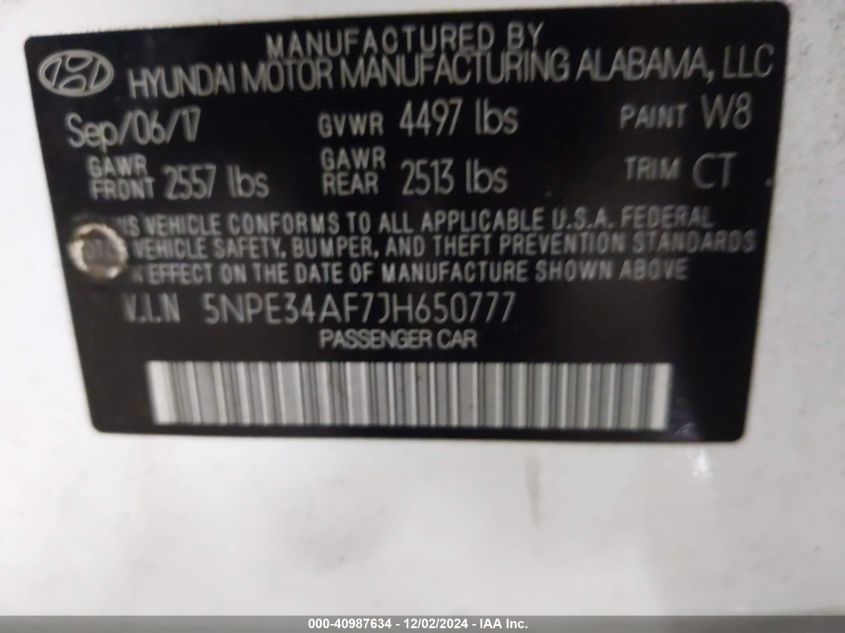 MANUFACTURED BY
HYUNDAI MOTOR MANUFACTURING ALABAMA, LLC
Sep/06/17 GVWR 4497 lbs PAINT W8
GAWR FRONT 2557 lbs GAWR REAR 2513 lbs TRIM CT
VEHICLE CONFORMS TO ALL APPLICABLE U.S.A. FEDERAL
VEHICLE SAFETY, BUMPER, AND THEFT PREVENTION STANDARDS
EFFECT ON THE DATE OF MANUFACTURE SHOWN ABOVE
V.I.N 5NPE34AF7JH650777
PASSENGER CAR
000-40987634 - 12/02/2024 - IAA Inc.